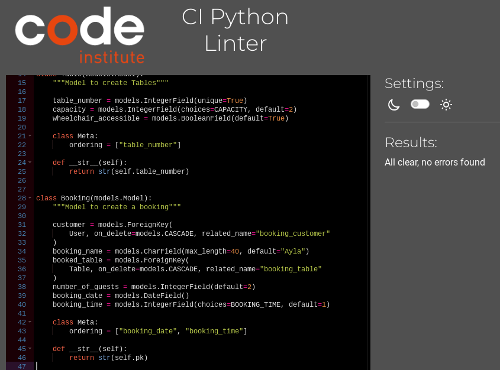 code
institute
CI Python
Linter
15 """Model to create Tables"""
16
17 table_number = models.IntegerField(unique=True)
18 capacity = models.IntegerField(choices=CAPACITY, default=2)
19 wheelchair_accessible = models.BooleanField(default=True)
20
21 class Meta:
22 ordering = ["table_number"]
23
24 def __str__(self):
25 return str(self.table_number)
26
27
28 class Booking(models.Model):
29 """Model to create a booking"""
30
31 customer = models.ForeignKey(
32 User, on_delete=models.CASCADE, related_name="booking_customer"
33 )
34 booking_name = models.CharField(max_length=40, default="Ayla")
35 booked_table = models.ForeignKey(
36 Table, on_delete=models.CASCADE, related_name="booking_table"
37 )
38 number_of_guests = models.IntegerField(default=2)
39 booking_date = models.DateField()
40 booking_time = models.IntegerField(choices=BOOKING_TIME, default=1)
41
42 class Meta:
43 ordering = ["booking_date", "booking_time"]
44
45 def __str__(self):
46 return str(self.pk)
47
Settings:
Results:
All clear, no errors found